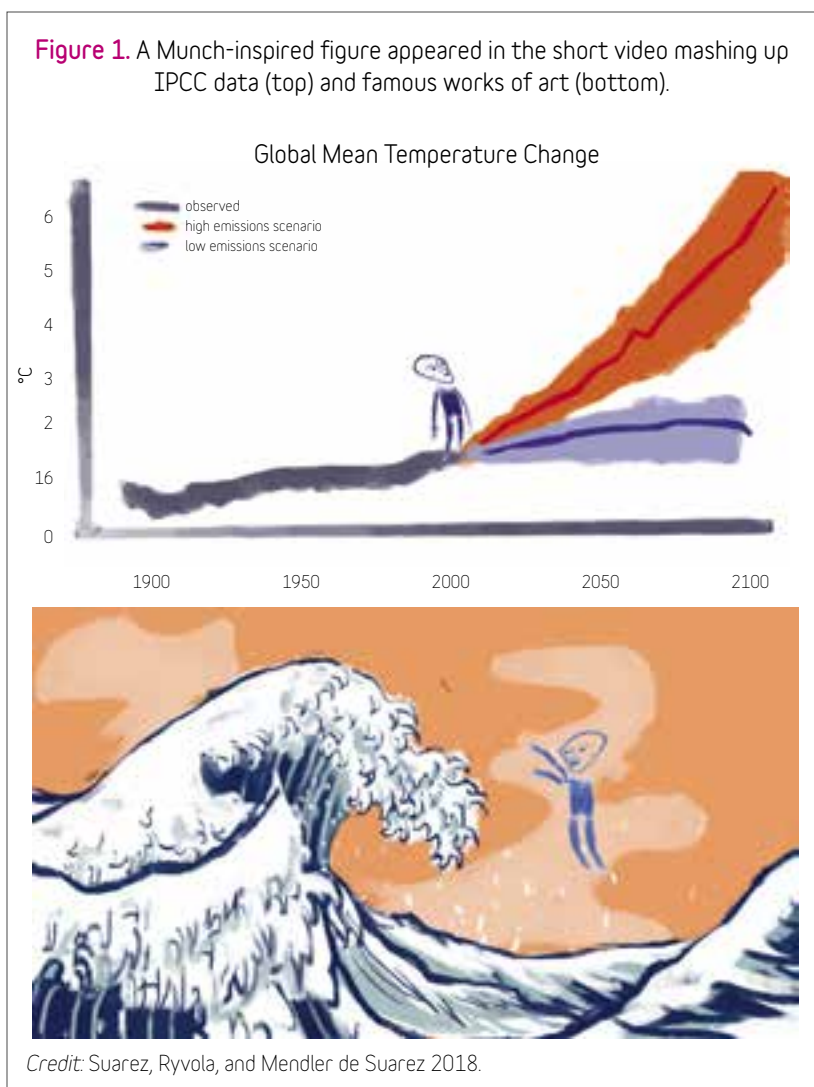 Figure 1. A Munch-inspired figure appeared in the short video mashing up
IPCC data (top) and famous works of art (bottom).
Global Mean Temperature Change
observed
high emissions scenario
low emissions scenario
6
5
4
°C
3
2
16
0
1900 1950 2000 2050 2100
Credit: Suarez, Ryvola, and Mendler de Suarez 2018.